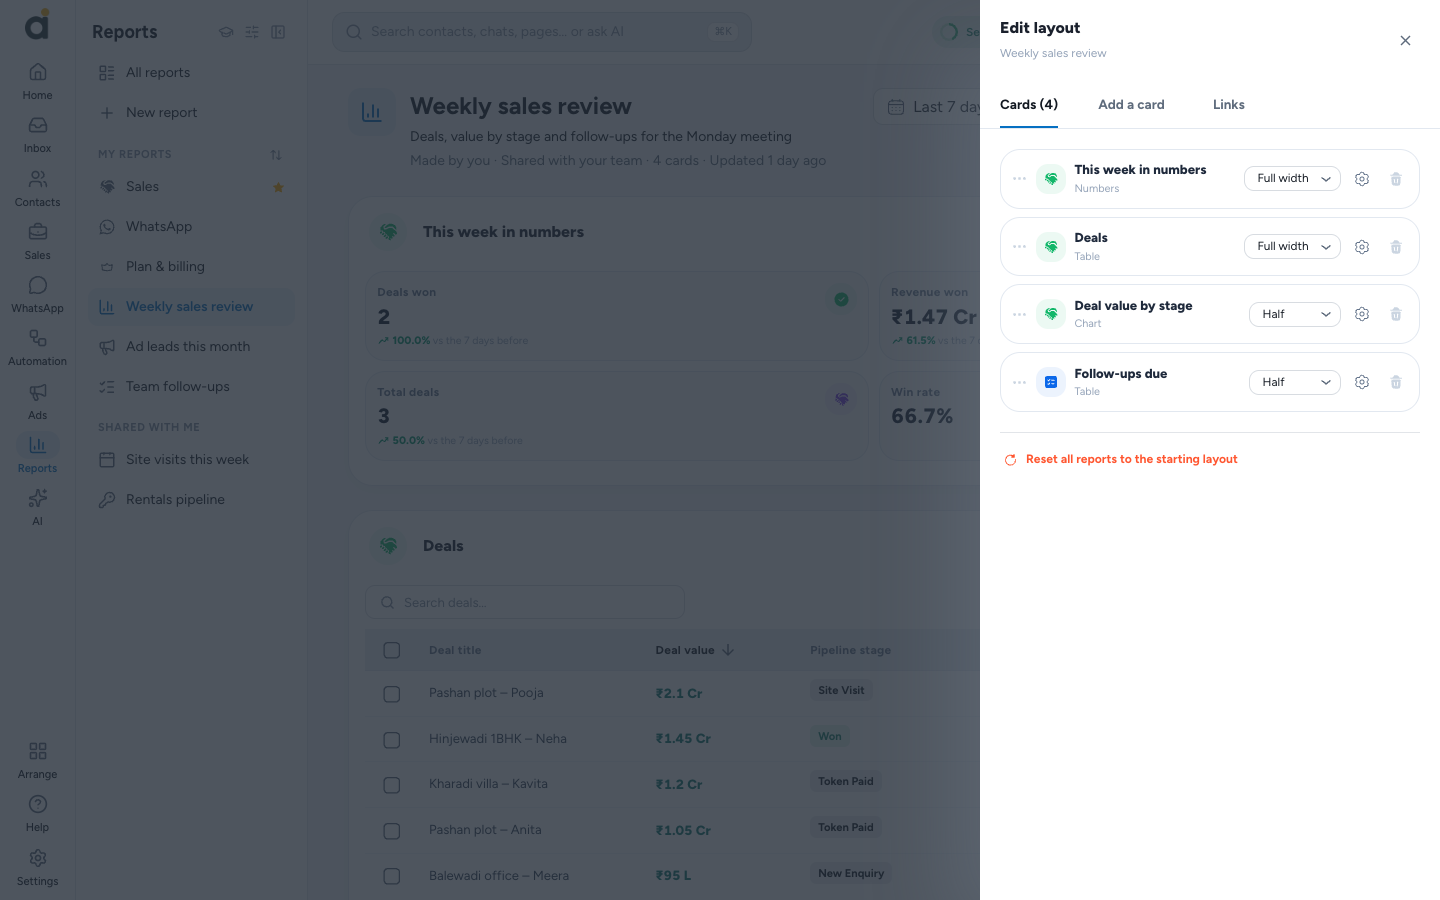 Home
Inbox
Contacts
Sales
WhatsApp
Automation
Ads
Reports
AI
Arrange
Help
Settings
Reports
All reports
New report
MY REPORTS
Sales
WhatsApp
Plan & billing
Weekly sales review
Ad leads this month
Team follow-ups
SHARED WITH ME
Site visits this week
Rentals pipeline
Search contacts, chats, pages... or ask AI ⌘K
Weekly sales review
Deals, value by stage and follow-ups for the Monday meeting
Made by you · Shared with your team · 4 cards · Updated 1 day ago
Last 7
This week in numbers
Deals won
2
100.0% vs the 7 days before
Revenue won
₹1.47 Cr
61.5% vs the 7
Total deals
3
50.0% vs the 7 days before
Win rate
66.7%
Deals
Search deals...
Deal title Deal value Pipeline stage
Pashan plot – Pooja ₹2.1 Cr Site Visit
Hinjewadi 1BHK – Neha ₹1.45 Cr Won
Kharadi villa – Kavita ₹1.2 Cr Token Paid
Pashan plot – Anita ₹1.05 Cr Token Paid
Balewadi office – Meera ₹95 L New Enquiry
Edit layout
Weekly sales review
Cards (4) Add a card Links
This week in numbers
Numbers
Full width
Deals
Table
Full width
Deal value by stage
Chart
Half
Follow-ups due
Table
Half
Reset all reports to the starting layout